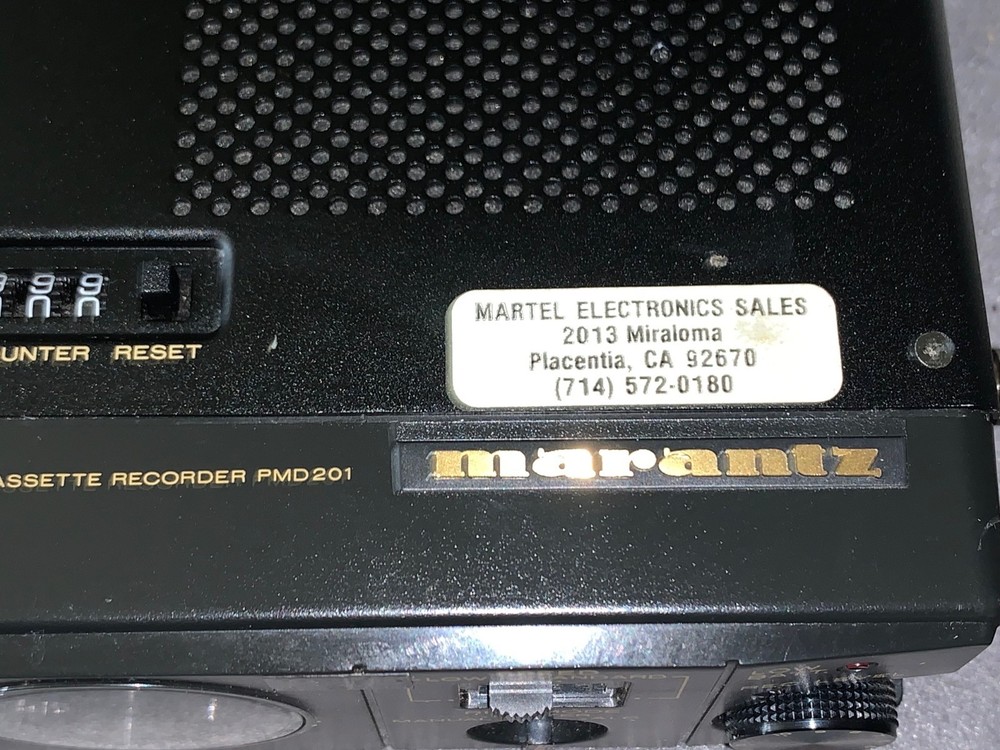 UNTER RESET
MARTEL ELECTRONICS SALES
2013 Miraloma
Placentia, CA 92670
(714) 572-0180
ASSETTE RECORDER PMD201
marantz